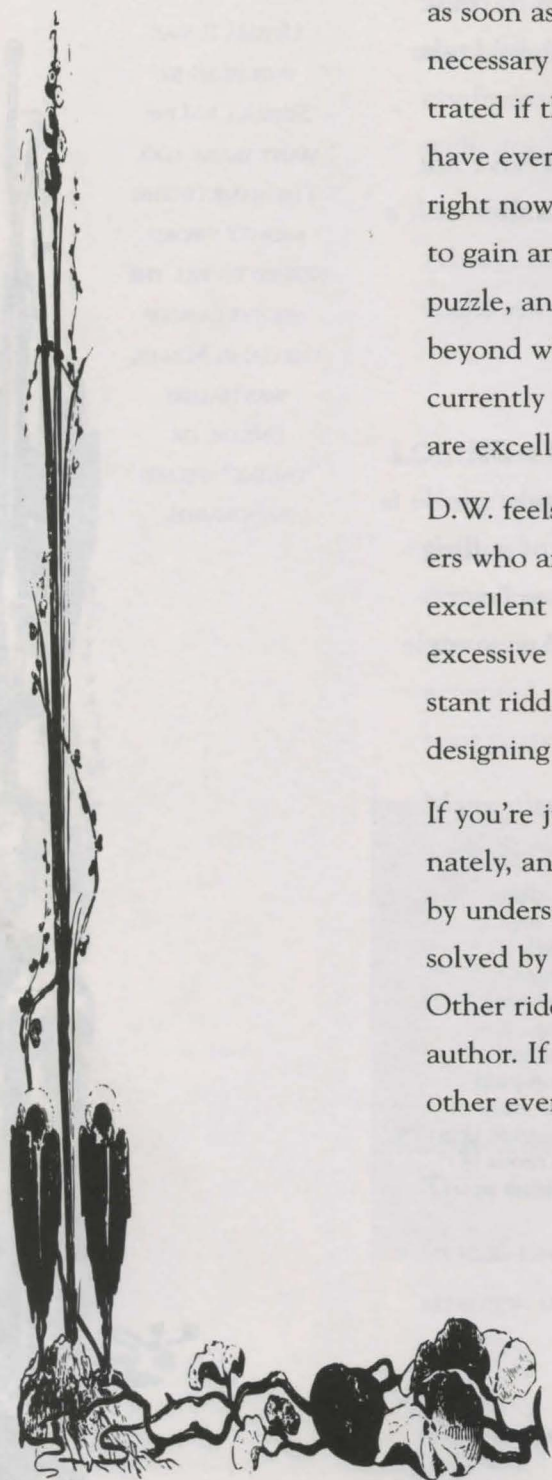 as soon as
necessary
trated if th
have ever
right now
to gain an
puzzle, an
beyond w
currently
are excell
D.W. feels
ers who a
excellent
excessive
stant ridd
designing
If you're j
nately, an
by unders
solved by
Other ride
author. If
other ever